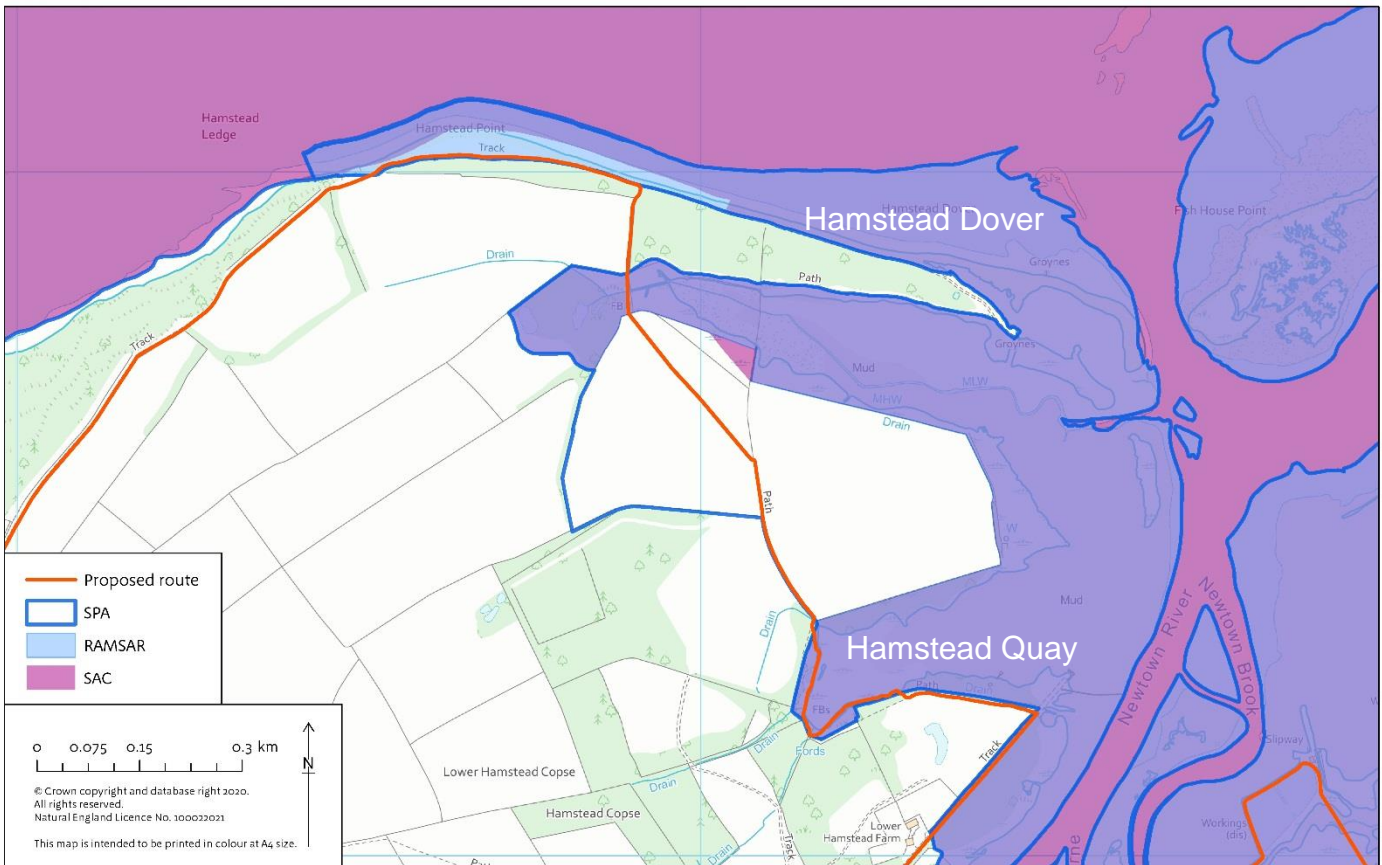 Hamstead
Ledge
Hamstead Point
Track
Hamstead Dover
Fish House Point
Groynes
Drain
Path
FB
Groynes
Track
Mud
MLW
MHW
Drain
Path
W
Mud
Drain
Hamstead Quay
Newtown River
Newtown Brook
Path
Drain
FBs
Fords
Drain
Track
Slipway
Lower Hamstead Copse
Drain
Hamstead Copse
Track
Lower
Hamstead Farm
Drain
Workings
(dis)
Proposed route
SPA
RAMSAR
SAC
0 0.075 0.15 0.3 km
N
© Crown copyright and database right 2020.
All rights reserved.
Natural England Licence No. 100022021
This map is intended to be printed in colour at A4 size.